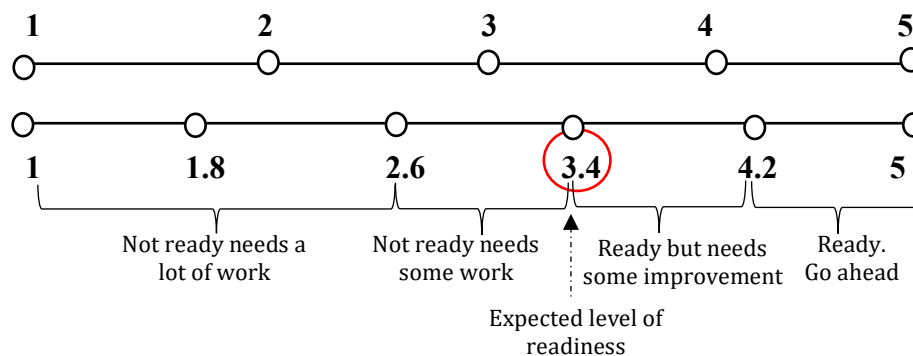 1 2 3 4 5
1 1.8 2.6 3.4 4.2 5
Not ready needs a
lot of work
Not ready needs
some work
Ready but needs
some improvement
Ready.
Go ahead
Expected level of
readiness